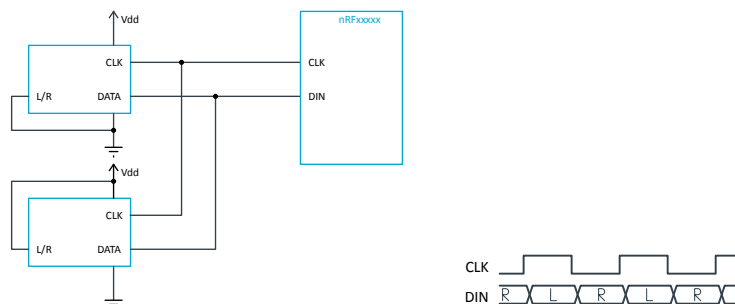 Vdd
nRFxxxxx
CLK
CLK
L/R
DATA
DIN
Vdd
CLK
L/R
DATA
CLK
DIN R L R L R